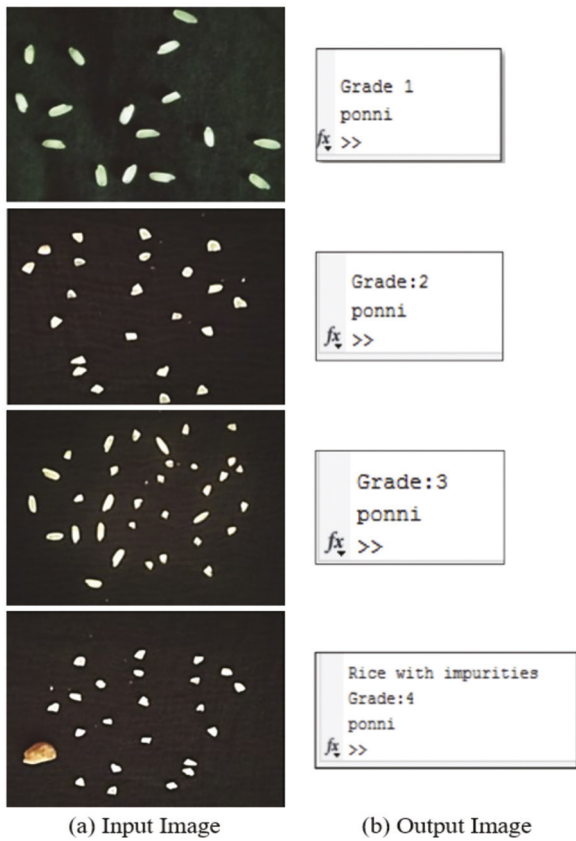 Grade 1
ponni
fx >>
Grade:2
ponni
fx >>
Grade:3
ponni
fx >>
Rice with impurities
Grade:4
ponni
fx >>
(a) Input Image
(b) Output Image